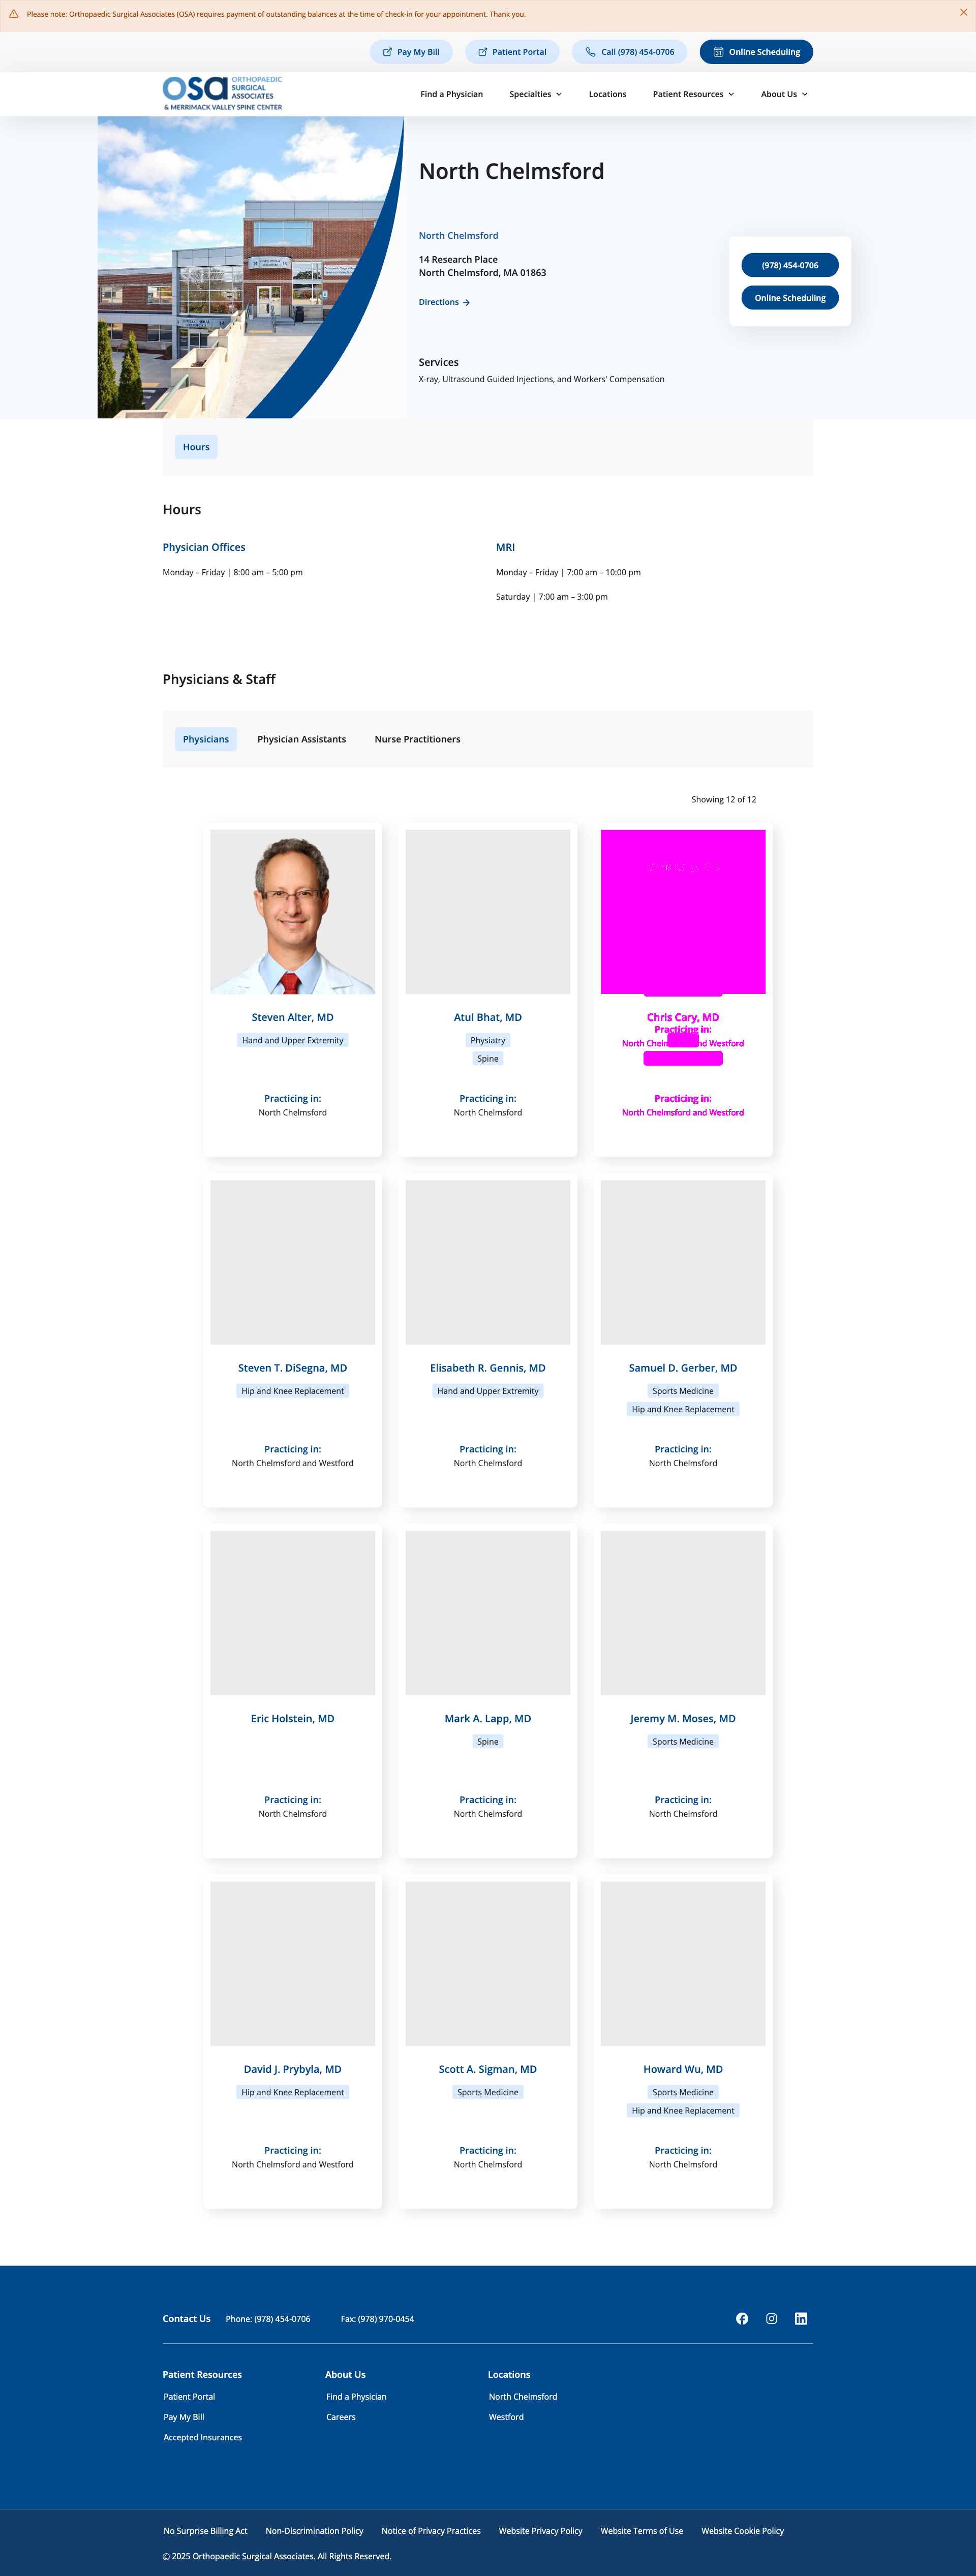 Please note: Orthopaedic Surgical Associates (OSA) requires payment of outstanding balances at the time of check-in for your appointment. Thank you.
Pay My Bill
Patient Portal
Call (978) 454-0706
Online Scheduling
OSA ORTHOPAEDIC
SURGICAL
ASSOCIATES
& MERRIMACK VALLEY SPINE CENTER
Find a Physician
Specialties
Locations
Patient Resources
About Us
North Chelmsford
North Chelmsford
14 Research Place
North Chelmsford, MA 01863
Directions
(978) 454-0706
Online Scheduling
Services
X-ray, Ultrasound Guided Injections, and Workers' Compensation
Hours
Hours
Physician Offices
Monday – Friday | 8:00 am – 5:00 pm
MRI
Monday – Friday | 7:00 am – 10:00 pm
Saturday | 7:00 am – 3:00 pm
Physicians & Staff
Physicians
Physician Assistants
Nurse Practitioners
Showing 12 of 12
Steven Alter, MD
Hand and Upper Extremity
Practicing in:
North Chelmsford
Atul Bhat, MD
Physiatry
Spine
Practicing in:
North Chelmsford
Chris Cary, MD
Practicing in:
North Chelmsford and Westford
Practicing in:
North Chelmsford and Westford
Steven T. DiSegna, MD
Hip and Knee Replacement
Practicing in:
North Chelmsford and Westford
Elisabeth R. Gennis, MD
Hand and Upper Extremity
Practicing in:
North Chelmsford
Samuel D. Gerber, MD
Sports Medicine
Hip and Knee Replacement
Practicing in:
North Chelmsford
Eric Holstein, MD
Practicing in:
North Chelmsford
Mark A. Lapp, MD
Spine
Practicing in:
North Chelmsford
Jeremy M. Moses, MD
Sports Medicine
Practicing in:
North Chelmsford
David J. Prybyla, MD
Hip and Knee Replacement
Practicing in:
North Chelmsford and Westford
Scott A. Sigman, MD
Sports Medicine
Practicing in:
North Chelmsford
Howard Wu, MD
Sports Medicine
Hip and Knee Replacement
Practicing in:
North Chelmsford
Contact Us
Phone: (978) 454-0706
Fax: (978) 970-0454
Patient Resources
Patient Portal
Pay My Bill
Accepted Insurances
About Us
Find a Physician
Careers
Locations
North Chelmsford
Westford
No Surprise Billing Act
Non-Discrimination Policy
Notice of Privacy Practices
Website Privacy Policy
Website Terms of Use
Website Cookie Policy
© 2025 Orthopaedic Surgical Associates. All Rights Reserved.